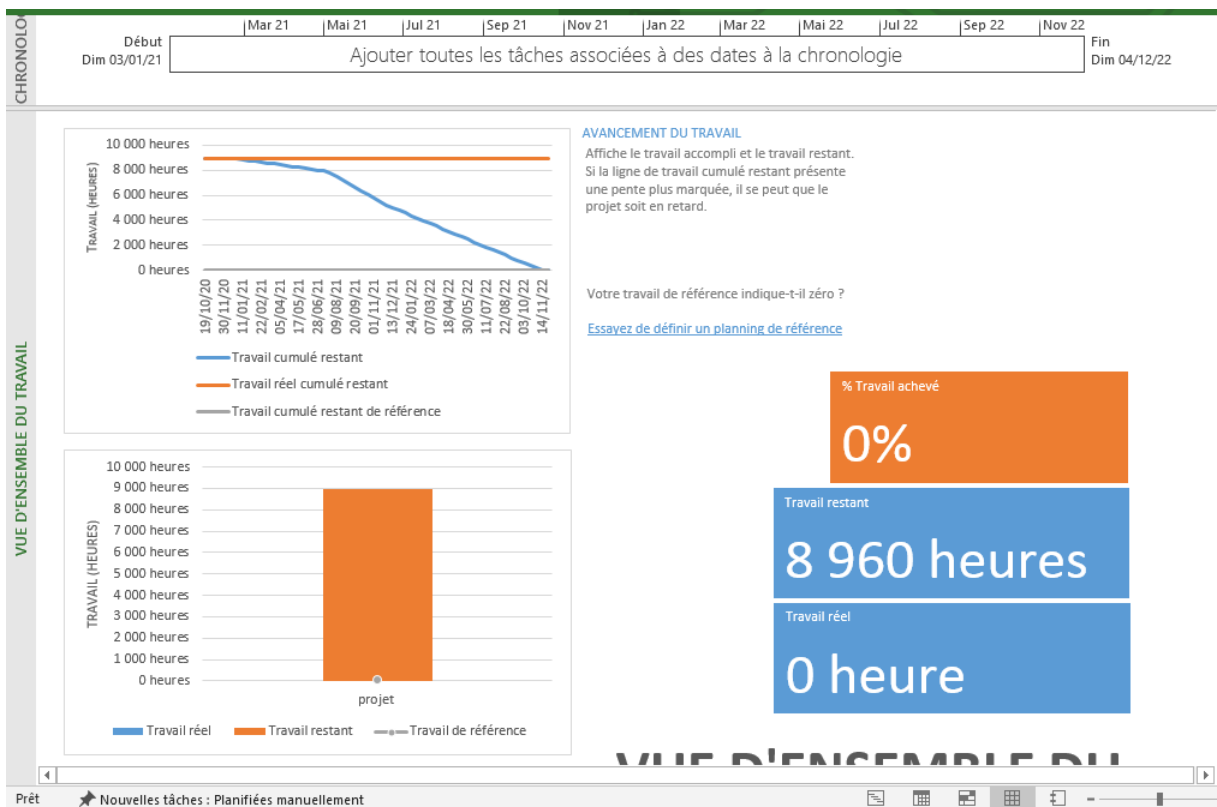 CHRONOLOG
Mar 21
Mai 21
Jul 21
Sep 21
Nov 21
Jan 22
Mar 22
Mai 22
Jul 22
Sep 22
Nov 22
Début
Dim 03/01/21
Ajouter toutes les tâches associées à des dates à la chronologie
Fin
Dim 04/12/22
VUE D'ENSEMBLE DU TRAVAIL
TRAVAIL (HEURES)
10 000 heures
8 000 heures
6 000 heures
4 000 heures
2 000 heures
0 heures
19/10/20
30/11/20
11/01/21
22/02/21
05/04/21
17/05/21
28/06/21
09/08/21
20/09/21
01/11/21
13/12/21
24/01/22
07/03/22
18/04/22
30/05/22
11/07/22
22/08/22
03/10/22
14/11/22
Travail cumulé restant
Travail réel cumulé restant
Travail cumulé restant de référence
AVANCEMENT DU TRAVAIL
Affiche le travail accompli et le travail restant.
Si la ligne de travail cumulé restant présente
une pente plus marquée, il se peut que le
projet soit en retard.
Votre travail de référence indique-t-il zéro ?
Essayez de définir un planning de référence
% Travail achevé
0%
Travail restant
8 960 heures
Travail réel
0 heure
TRAVAIL (HEURES)
10 000 heures
9 000 heures
8 000 heures
7 000 heures
6 000 heures
5 000 heures
4 000 heures
3 000 heures
2 000 heures
1 000 heures
0 heures
projet
Travail réel
Travail restant
Travail de référence
VUE D'ENSEMBLE DU
Prêt
Nouvelles tâches : Planifiées manuellement